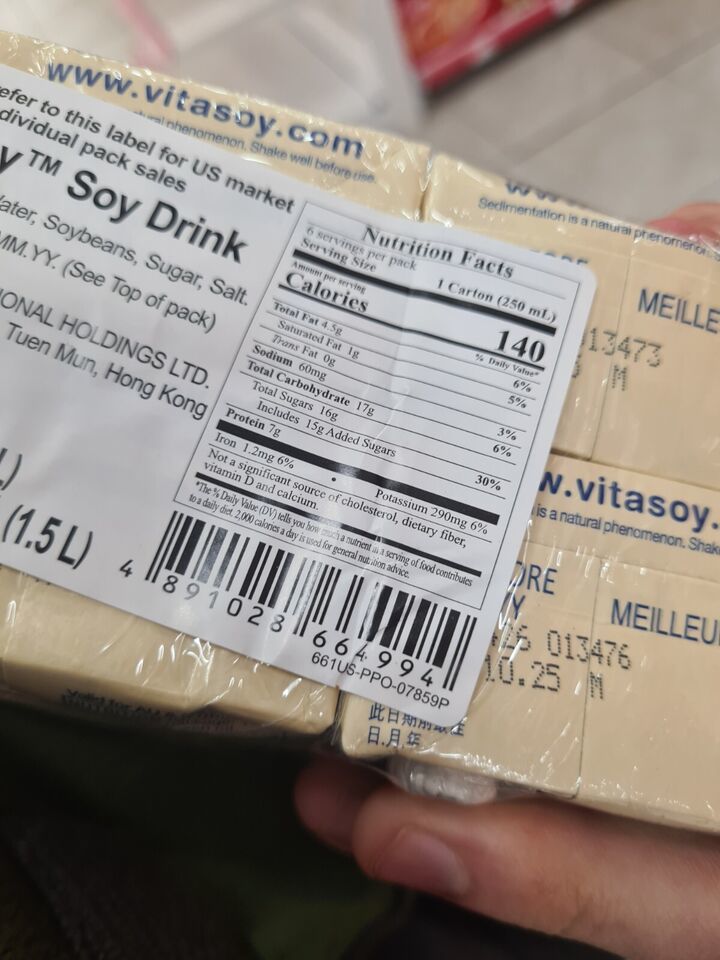 www.vitasoy.com
natural phenomenon. Shake well before use.
refer to this label for US market
individual pack sales
y™ Soy Drink
Water, Soybeans, Sugar, Salt.
MM.YY. (See Top of pack)
IONAL HOLDINGS LTD.
Tuen Mun, Hong Kong
L)
(1.5 L)
Nutrition Facts
6 servings per pack
Serving Size 1 Carton (250 mL)
Amount per serving
Calories 140
% Daily Value*
Total Fat 4.5g 6%
Saturated Fat 1g 5%
Trans Fat 0g
Sodium 60mg 3%
Total Carbohydrate 17g 6%
Total Sugars 16g
Includes 15g Added Sugars 30%
Protein 7g
Iron 1.2mg 6% • Potassium 290mg 6%
Not a significant source of cholesterol, dietary fiber,
vitamin D and calcium.
*The % Daily Value (DV) tells you how much a nutrient in a serving of food contributes
to a daily diet. 2,000 calories a day is used for general nutrition advice.
4 891028 664994
661US-PPO-07859P
Sedimentation is a natural phenomenon. S
MEILLE
013473
M
w.vitasoy.
is a natural phenomenon. Shake
ORE
Y
MEILLEU
013476
10.25 M
此日期前最佳
日.月.年